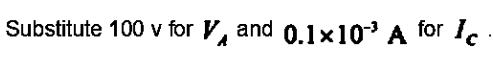 Substitute 100 v for V_A and 0.1×10⁻³ A for I_C .